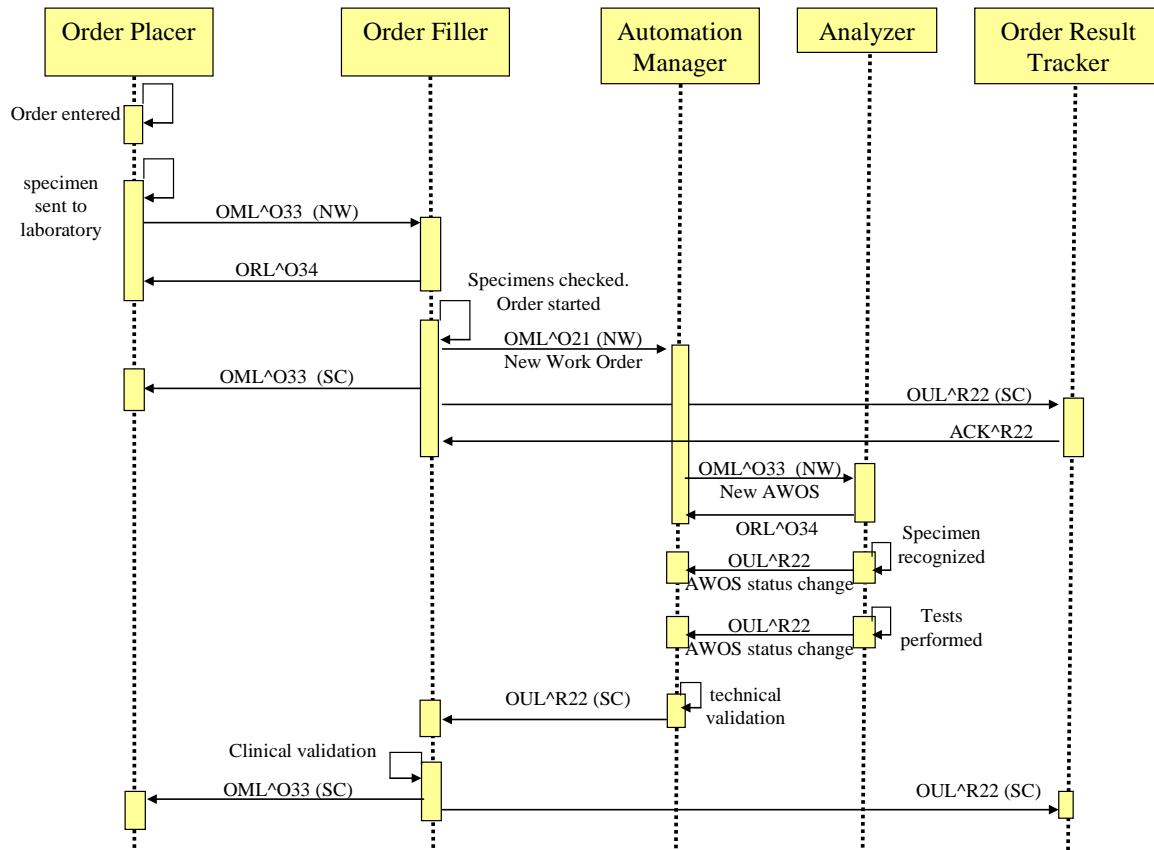 Order Placer
Order Filler
Automation
Manager
Analyzer
Order Result
Tracker
Order entered
specimen
sent to
laboratory
OML^O33  (NW)
ORL^O34
Specimens checked.
Order started
OML^O21 (NW)
New Work Order
OML^O33  (SC)
OUL^R22 (SC)
ACK^R22
OML^O33  (NW)
New AWOS
ORL^O34
Specimen
recognized
OUL^R22
AWOS status change
Tests
performed
OUL^R22
AWOS status change
technical
validation
OUL^R22 (SC)
Clinical validation
OML^O33 (SC)
OUL^R22 (SC)